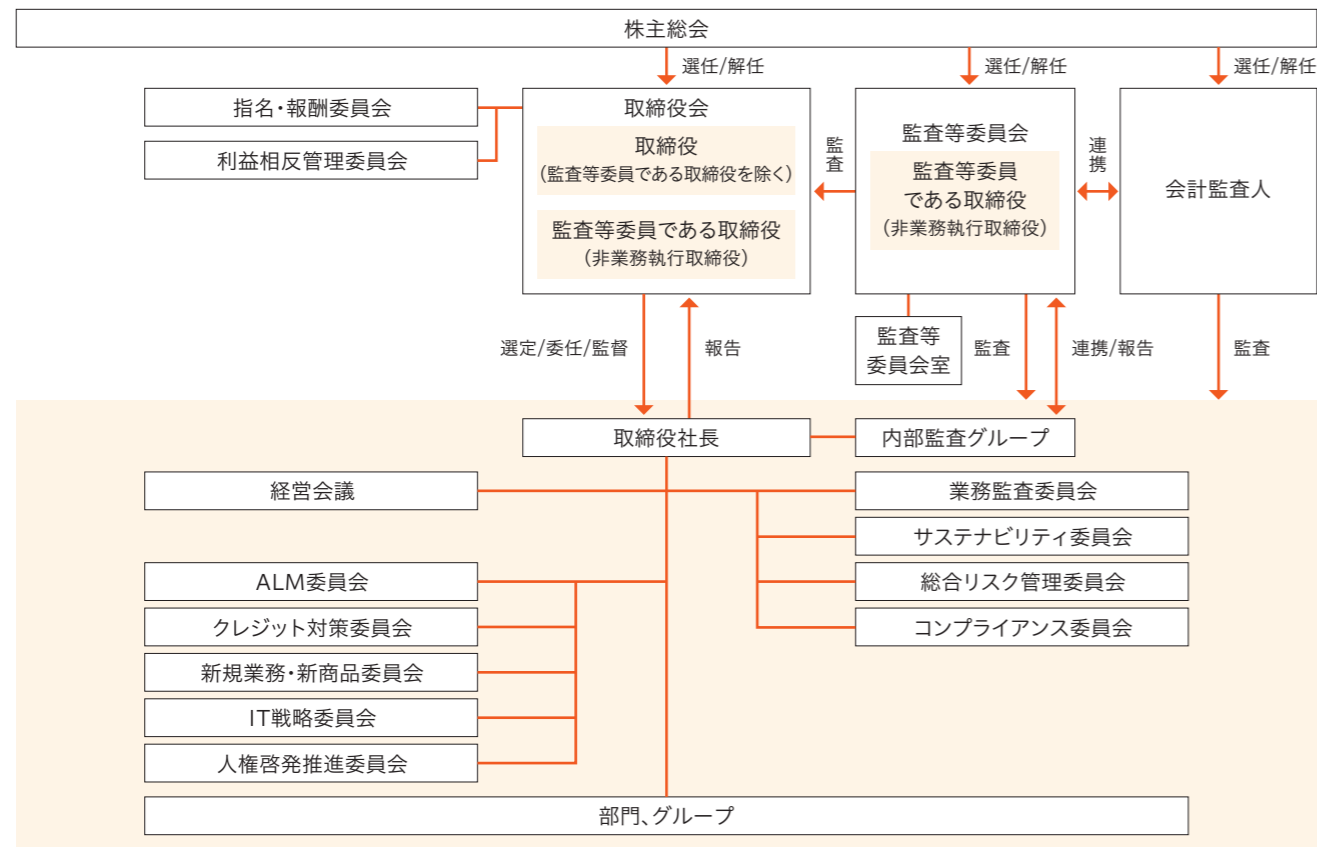 株主総会
選任/解任
選任/解任
選任/解任
指名・報酬委員会
利益相反管理委員会
取締役会
取締役
（監査等委員である取締役を除く）
監査等委員である取締役
（非業務執行取締役）
監査
監査等委員会
監査等委員
である取締役
（非業務執行取締役）
連携
会計監査人
選定/委任/監督
報告
監査等
委員会室
監査
連携/報告
監査
取締役社長
内部監査グループ
経営会議
業務監査委員会
サステナビリティ委員会
ALM委員会
総合リスク管理委員会
クレジット対策委員会
コンプライアンス委員会
新規業務・新商品委員会
IT戦略委員会
人権啓発推進委員会
部門、グループ